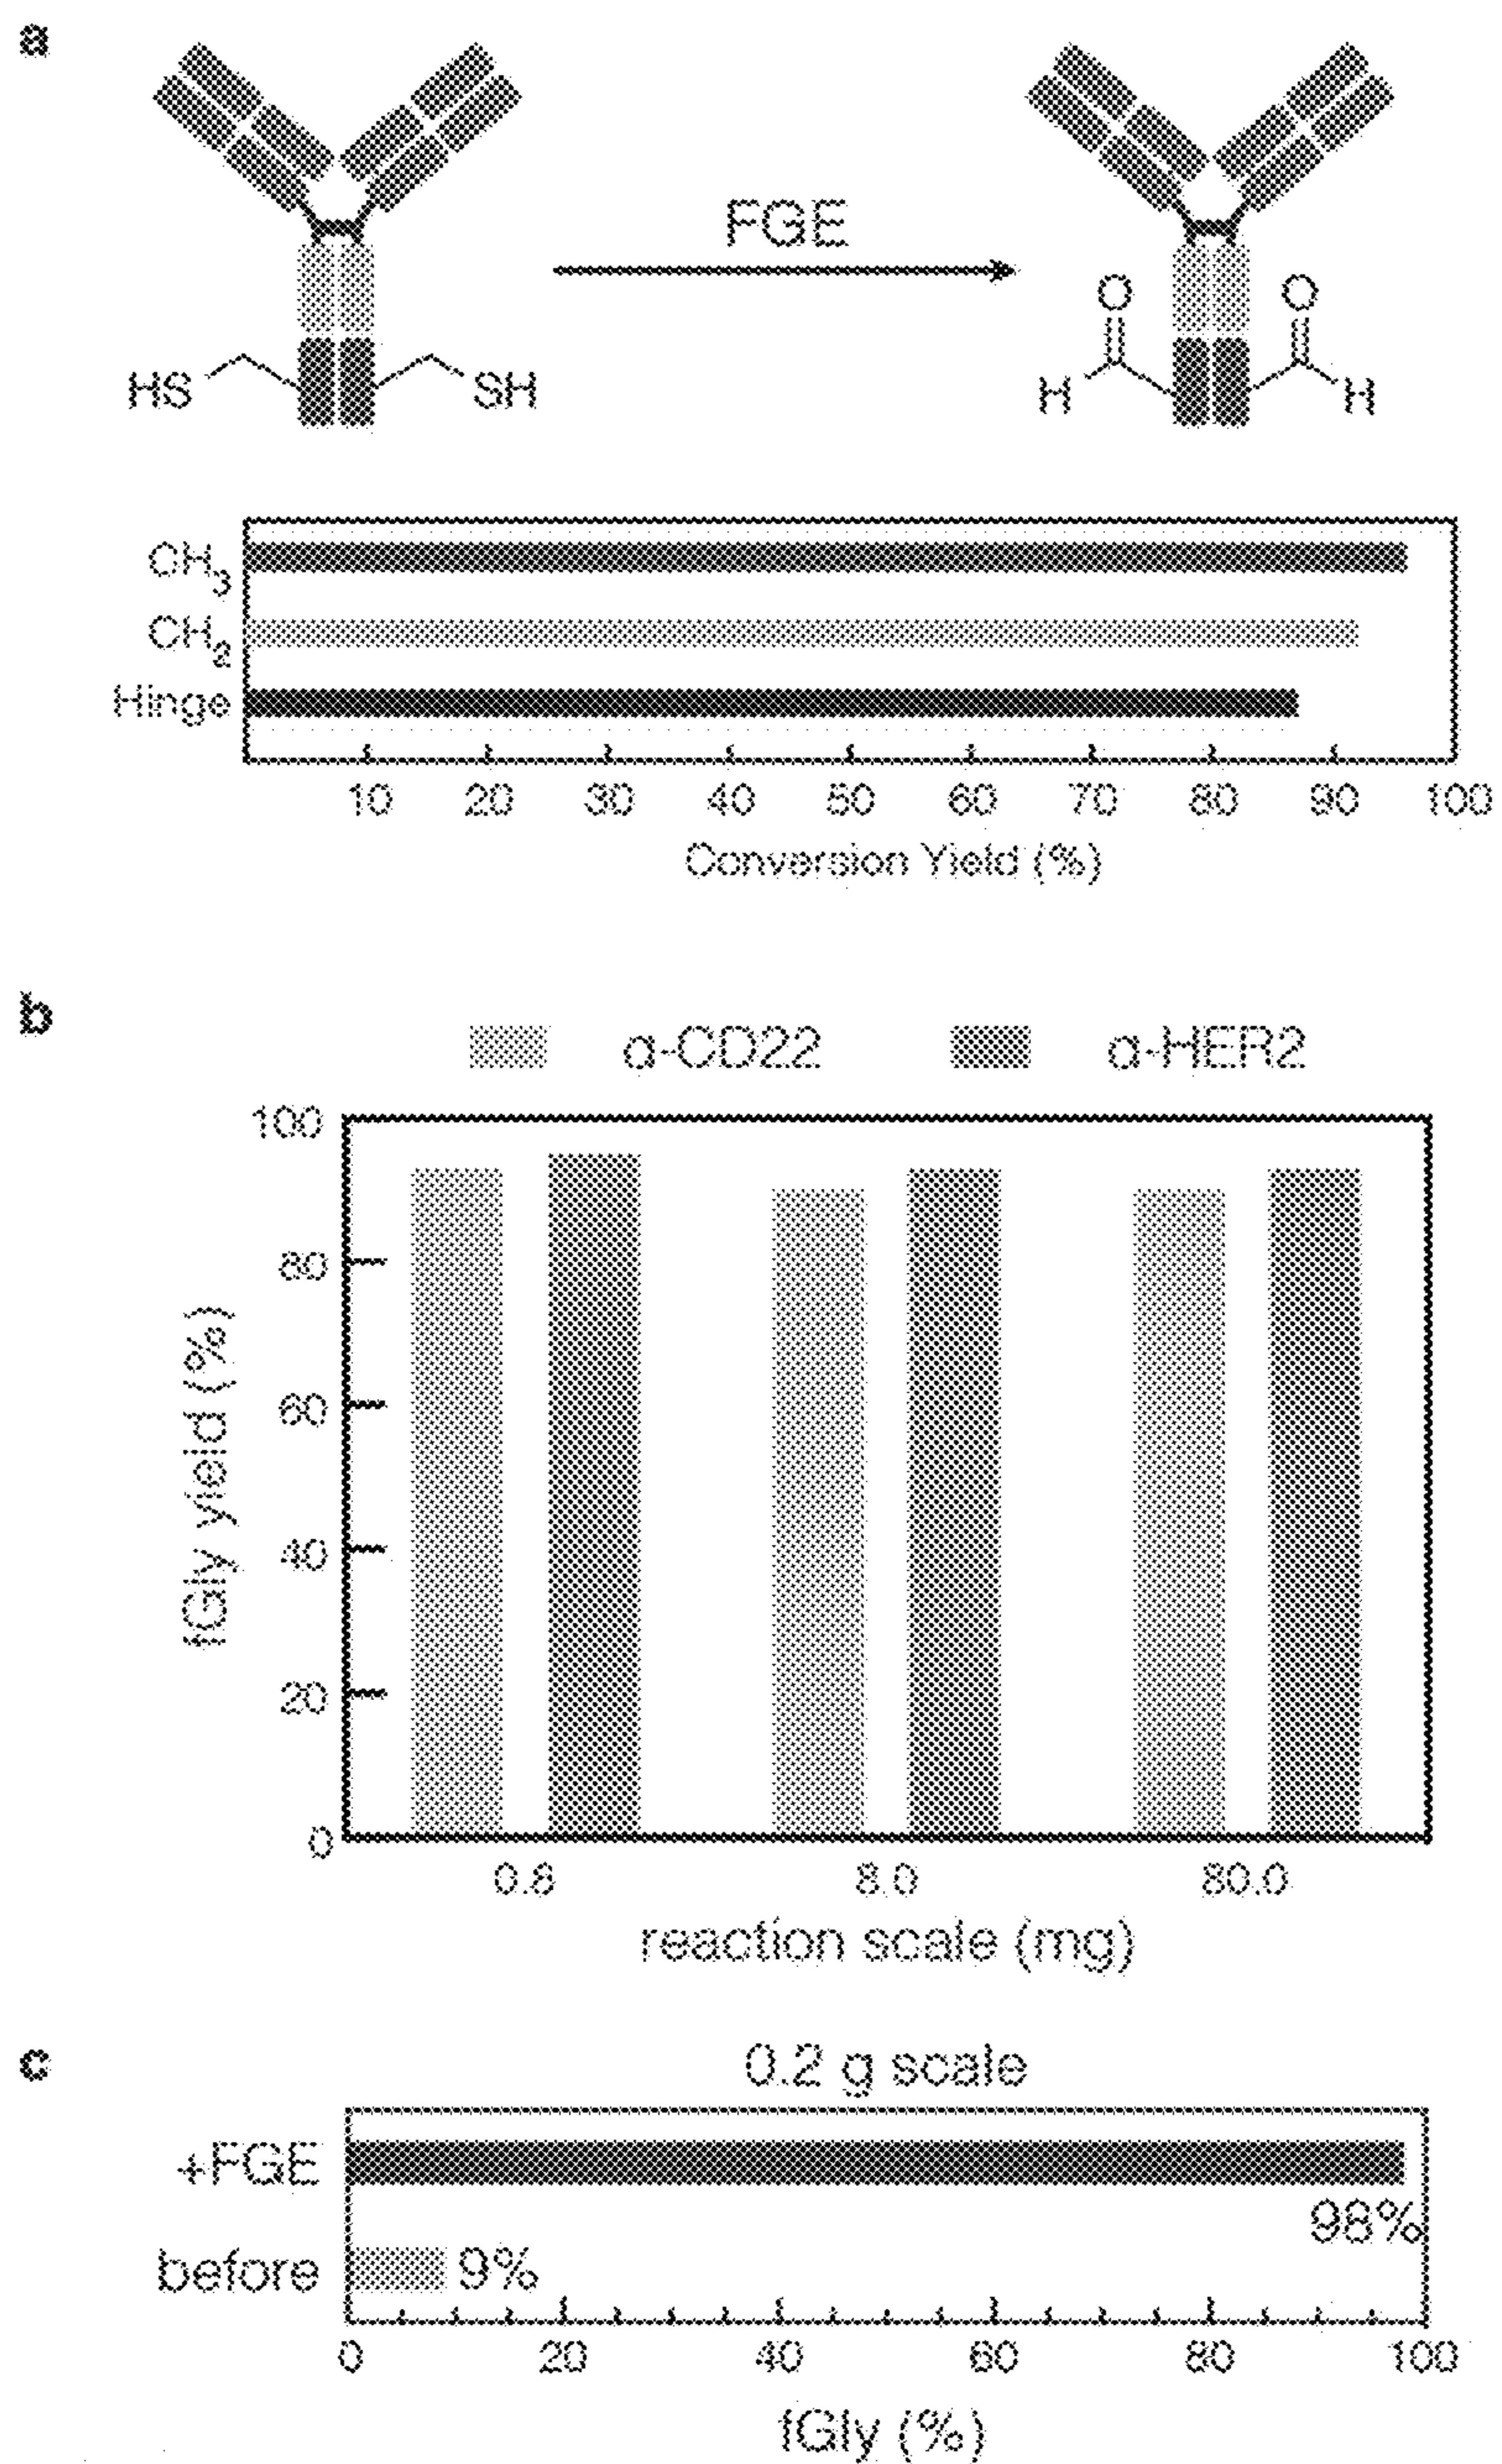 a
FGE
O O
HS SH H H
CH3
CH2
Hinge
10 20 30 40 50 60 70 80 90 100
Conversion Yield (%)
b
α-CD22 α-HER2
100
80
60
40
20
0
fGly yield (%)
0.8 8.0 80.0
reaction scale (mg)
c
0.2 g scale
+FGE
98%
before 9%
0 20 40 60 80 100
fGly (%)